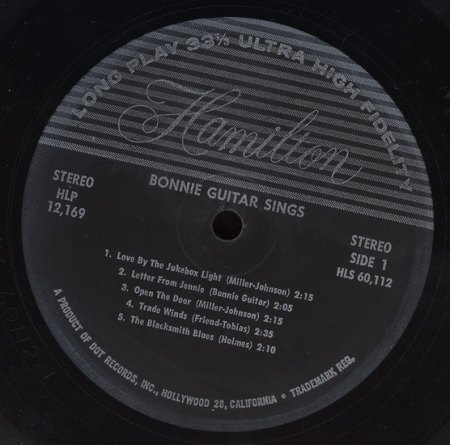 LONG PLAY 33⅓ ULTRA HIGH FIDELITY
Hamilton
BONNIE GUITAR SINGS
STEREO
HLP
12,169
STEREO
SIDE 1
HLS 60,112
1. Love By The Jukebox Light (Miller-Johnson) 2:15
2. Letter From Jennie (Bonnie Guitar) 2:05
3. Open The Door (Miller-Johnson) 2:15
4. Trade Winds (Friend-Tobias) 2:35
5. The Blacksmith Blues (Holmes) 2:10
A PRODUCT OF DOT RECORDS, INC., HOLLYWOOD 28, CALIFORNIA • TRADEMARK REG.